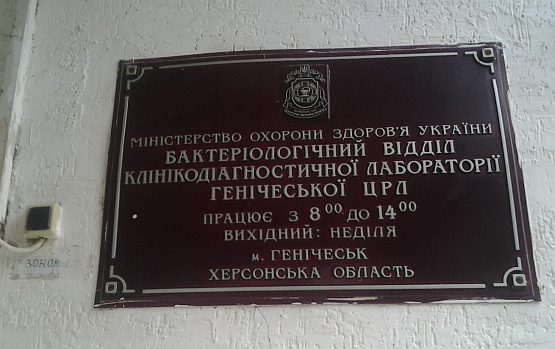 МІНІСТЕРСТВО ОХОРОНИ ЗДОРОВ'Я УКРАЇНИ
БАКТЕРІОЛОГІЧНИЙ ВІДДІЛ
КЛІНІКОДІАГНОСТИЧНОЇ ЛАБОРАТОРІЇ
ГЕНІЧЕСЬКОЇ ЦРЛ
ПРАЦЮЄ З 8 00 ДО 14 00
ВИХІДНИЙ: НЕДІЛЯ
м. ГЕНІЧЕСЬК
ХЕРСОНСЬКА ОБЛАСТЬ
ЗВОНОК